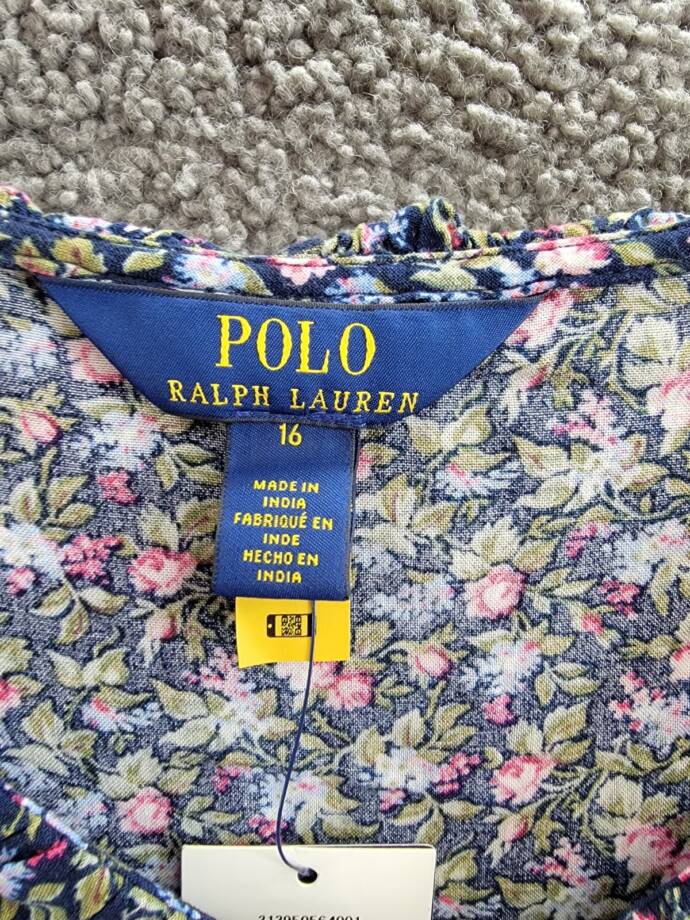 POLO
RALPH LAUREN
16
MADE IN
INDIA
FABRIQUÉ EN
INDE
HECHO EN
INDIA